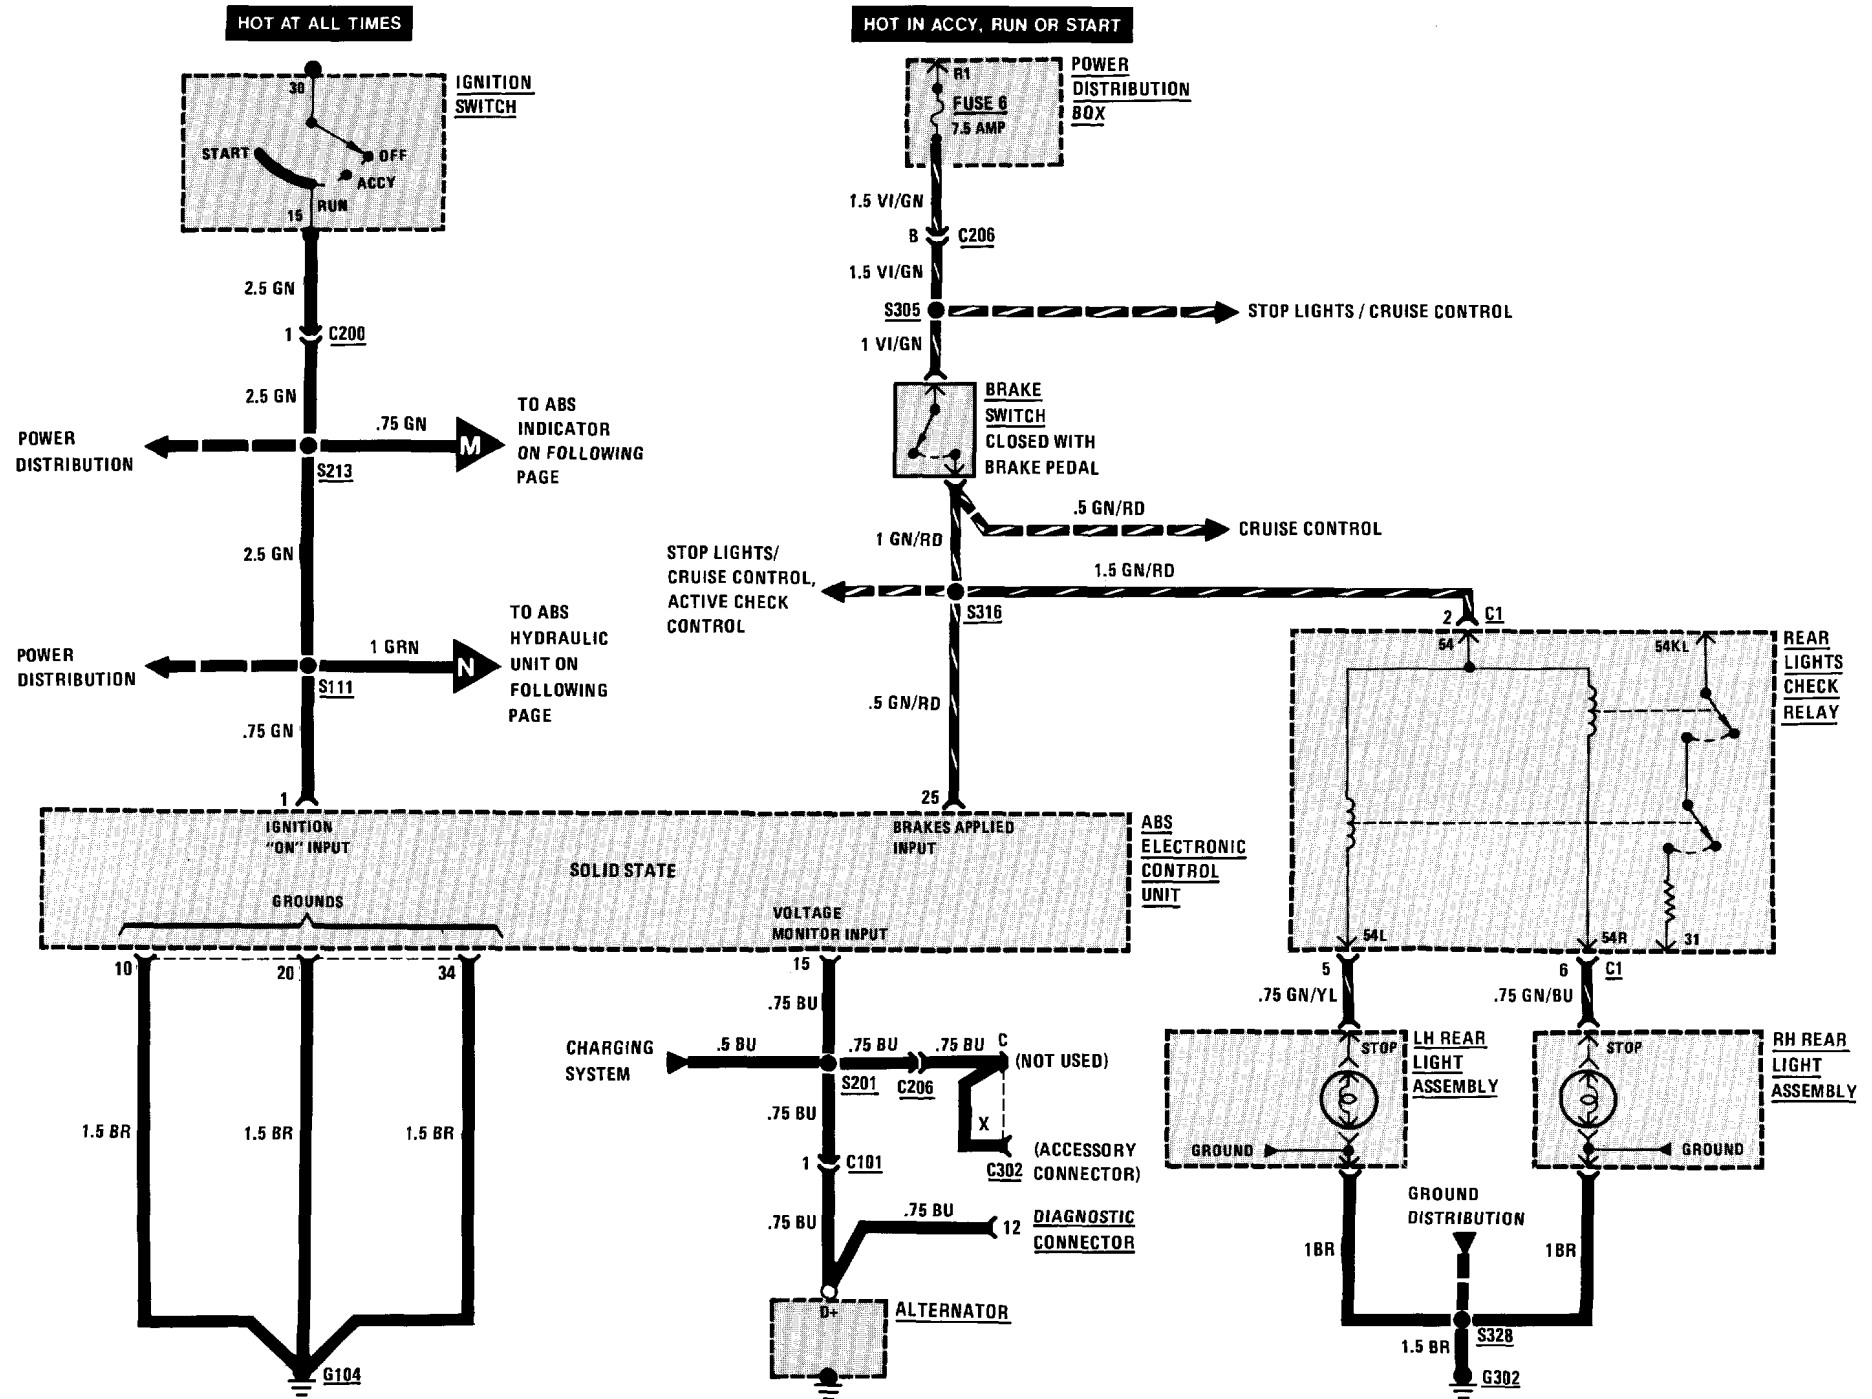 HOT AT ALL TIMES
HOT IN ACCY, RUN OR START
30
IGNITION
SWITCH
START
OFF
ACCY
RUN
15
2.5 GN
1
C200
2.5 GN
POWER
DISTRIBUTION
.75 GN
M
TO ABS
INDICATOR
ON FOLLOWING
PAGE
S213
2.5 GN
POWER
DISTRIBUTION
1 GRN
N
TO ABS
HYDRAULIC
UNIT ON
FOLLOWING
PAGE
S111
.75 GN
1
R1
FUSE 6
7.5 AMP
POWER
DISTRIBUTION
BOX
1.5 VI/GN
B
C206
1.5 VI/GN
S305
STOP LIGHTS / CRUISE CONTROL
1 VI/GN
BRAKE
SWITCH
CLOSED WITH
BRAKE PEDAL
.5 GN/RD
CRUISE CONTROL
1 GN/RD
STOP LIGHTS/
CRUISE CONTROL,
ACTIVE CHECK
CONTROL
1.5 GN/RD
S316
.5 GN/RD
25
2
C1
54
54KL
REAR
LIGHTS
CHECK
RELAY
54L
54R
31
5
6
C1
.75 GN/YL
.75 GN/BU
IGNITION
"ON" INPUT
BRAKES APPLIED
INPUT
SOLID STATE
GROUNDS
VOLTAGE
MONITOR INPUT
ABS
ELECTRONIC
CONTROL
UNIT
10
20
34
15
1.5 BR
1.5 BR
1.5 BR
G104
.75 BU
CHARGING
SYSTEM
.5 BU
.75 BU
.75 BU
C
(NOT USED)
S201
C206
.75 BU
X
1
C101
C302
(ACCESSORY
CONNECTOR)
.75 BU
.75 BU
12
DIAGNOSTIC
CONNECTOR
D+
ALTERNATOR
STOP
LH REAR
LIGHT
ASSEMBLY
GROUND
STOP
RH REAR
LIGHT
ASSEMBLY
GROUND
GROUND
DISTRIBUTION
1BR
1BR
S328
1.5 BR
G302